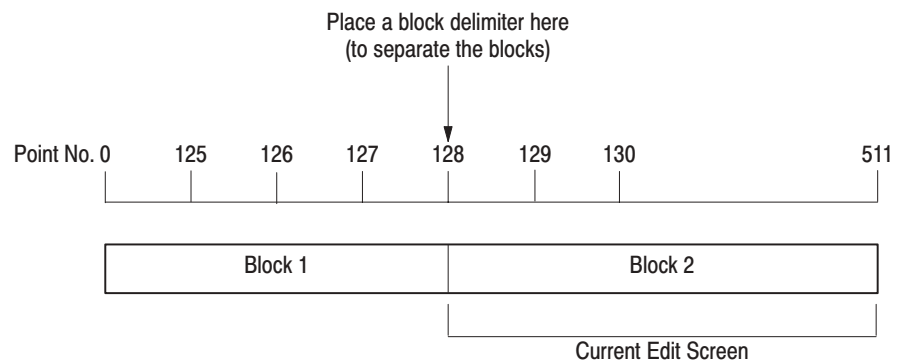 Place a block delimiter here
(to separate the blocks)
Point No. 0 125 126 127 128 129 130 511
Block 1 Block 2
Current Edit Screen